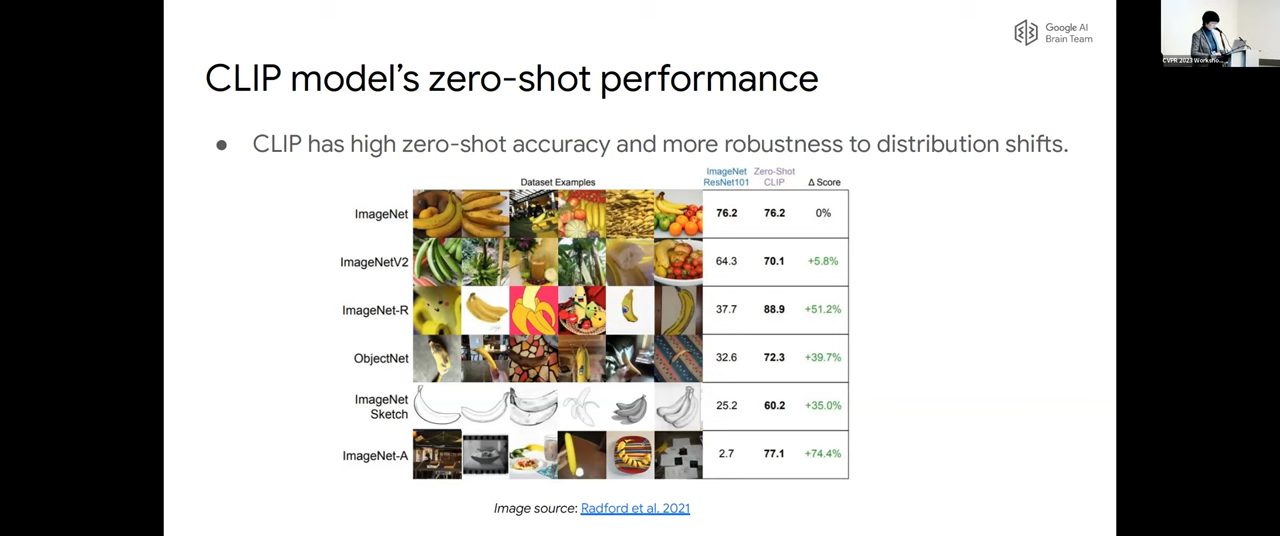 Google AI
Brain Team
CVPR 2023 Worksho...
CLIP model's zero-shot performance
● CLIP has high zero-shot accuracy and more robustness to distribution shifts.
Dataset Examples
ImageNet ResNet101
Zero-Shot CLIP
Δ Score
ImageNet 76.2 76.2 0%
ImageNetV2 64.3 70.1 +5.8%
ImageNet-R 37.7 88.9 +51.2%
ObjectNet 32.6 72.3 +39.7%
ImageNet Sketch 25.2 60.2 +35.0%
ImageNet-A 2.7 77.1 +74.4%
Image source: Radford et al. 2021